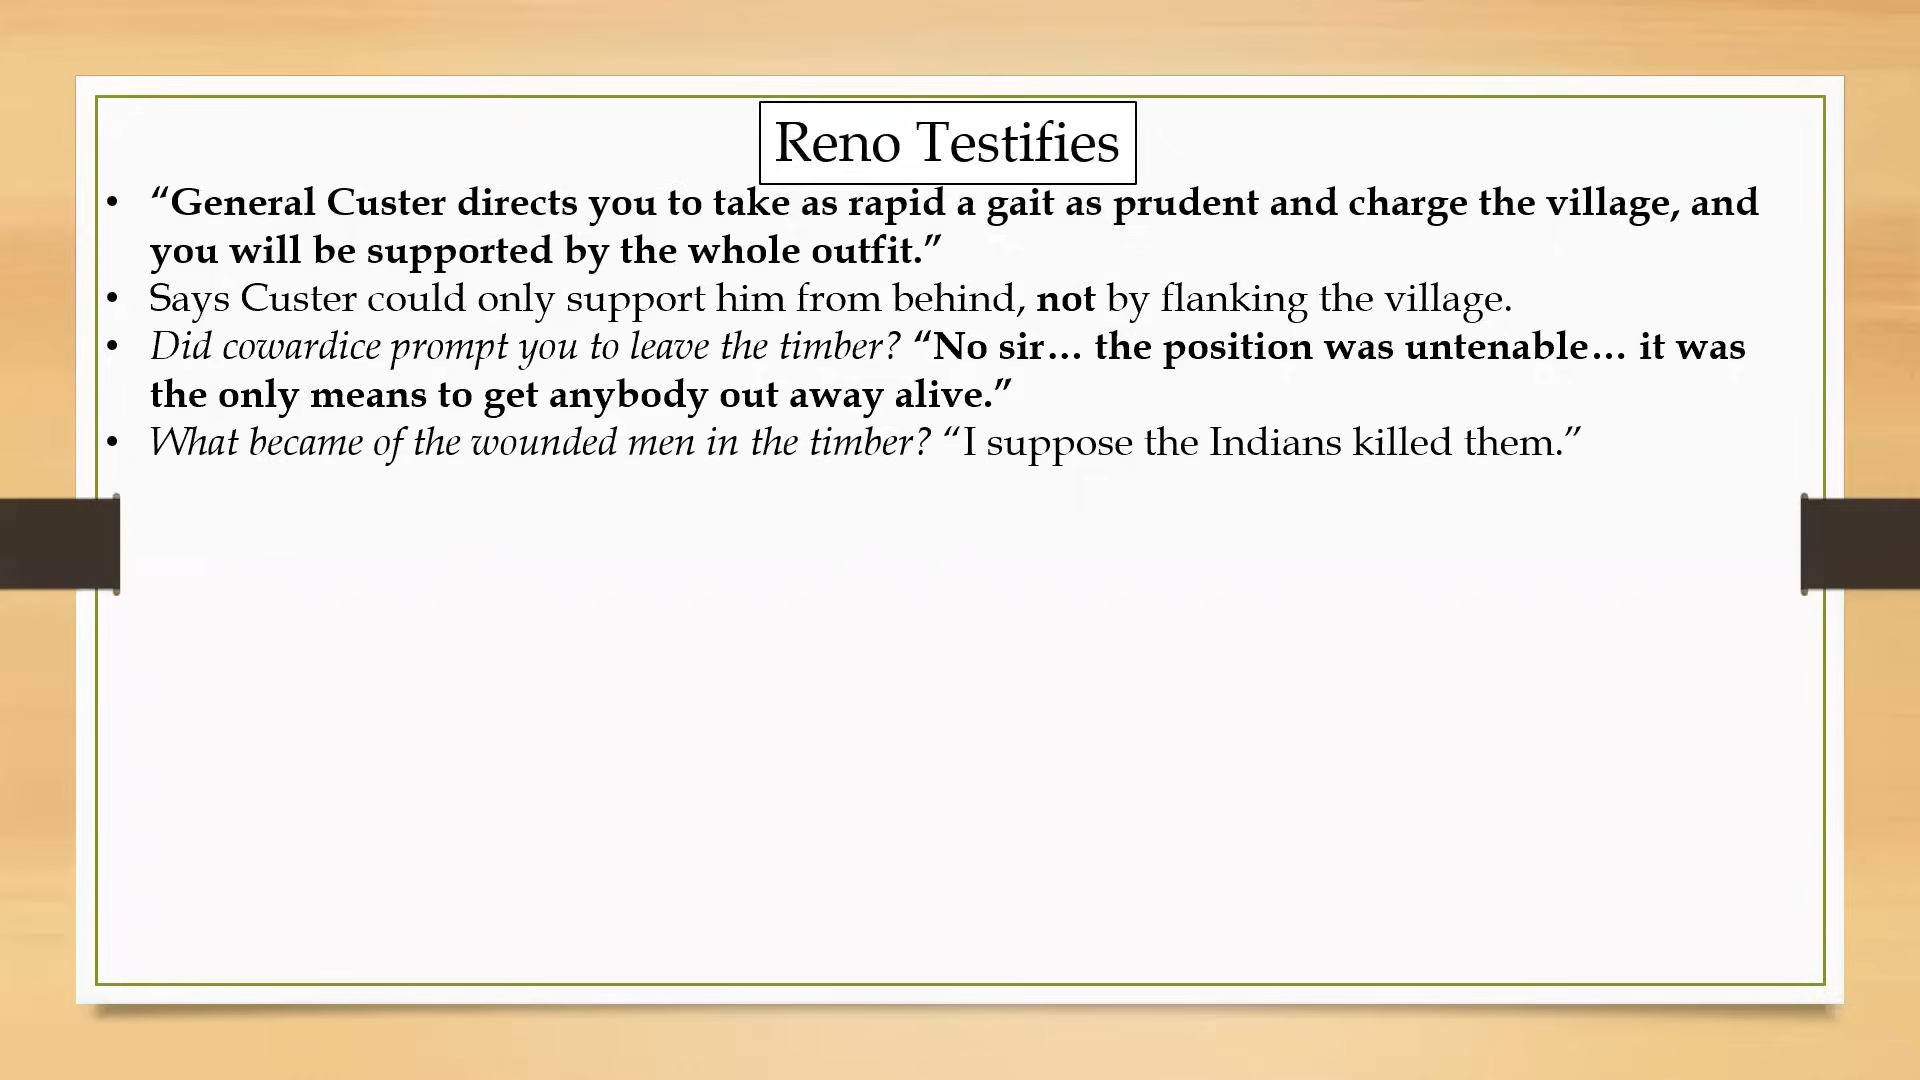 Reno Testifies
• “General Custer directs you to take as rapid a gait as prudent and charge the village, and
you will be supported by the whole outfit.”
• Says Custer could only support him from behind, not by flanking the village.
• Did cowardice prompt you to leave the timber? “No sir… the position was untenable… it was
the only means to get anybody out away alive.”
• What became of the wounded men in the timber? “I suppose the Indians killed them.”